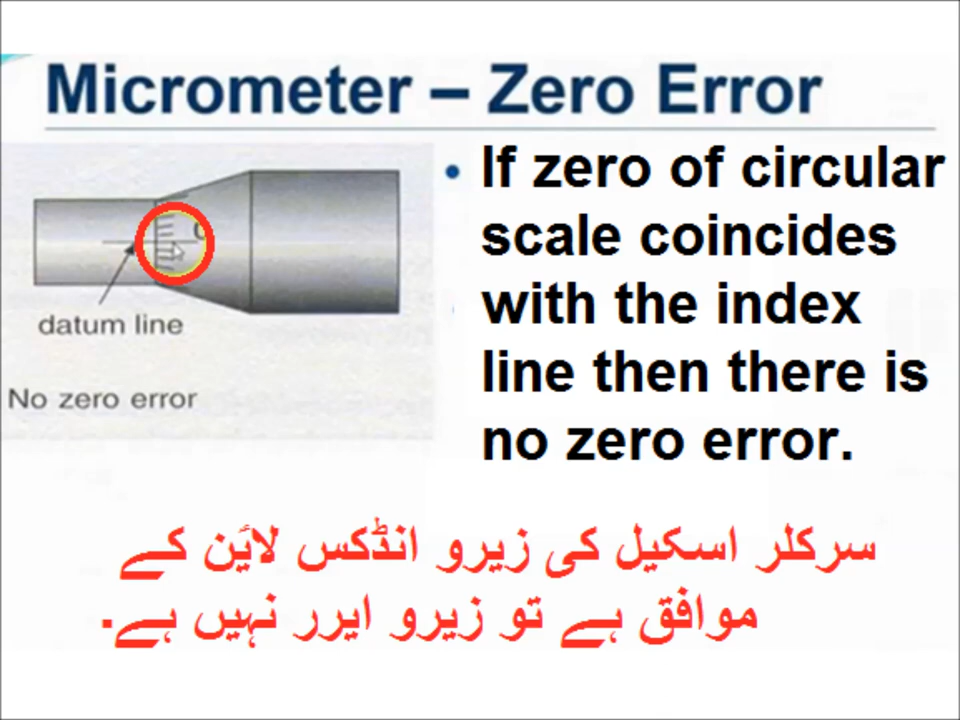 Micrometer – Zero Error
• If zero of circular
scale coincides
with the index
line then there is
no zero error.
0
datum line
No zero error
سرکلر اسکیل کی زیرو انڈکس لائن کے
موافق ہے تو زیرو ایرر نہیں ہے۔